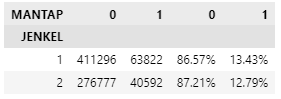 MANTAP 0 1 0 1
JENKEL
1 411296 63822 86.57% 13.43%
2 276777 40592 87.21% 12.79%